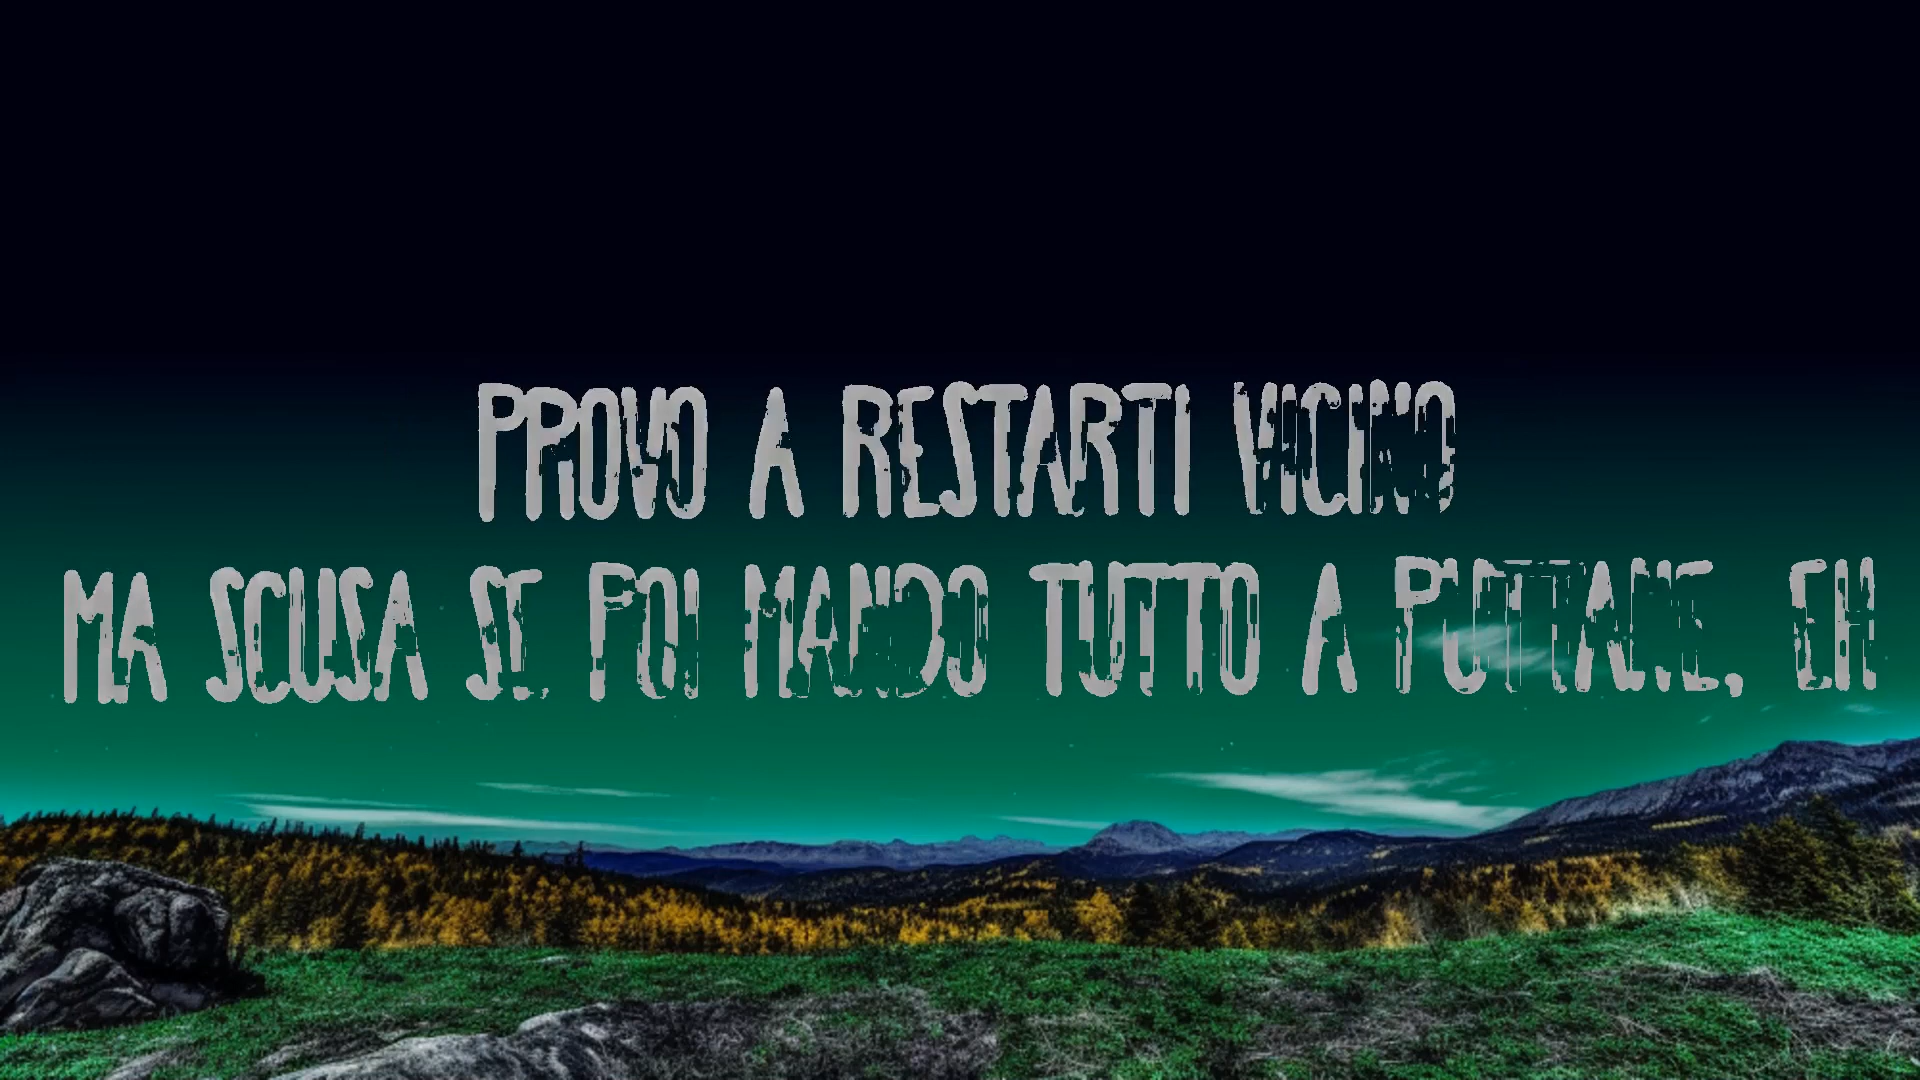 PROVO A RESTARTI VICINO
MA SCUSA SE POI MANDO TUTTO A PUTTANE, EH